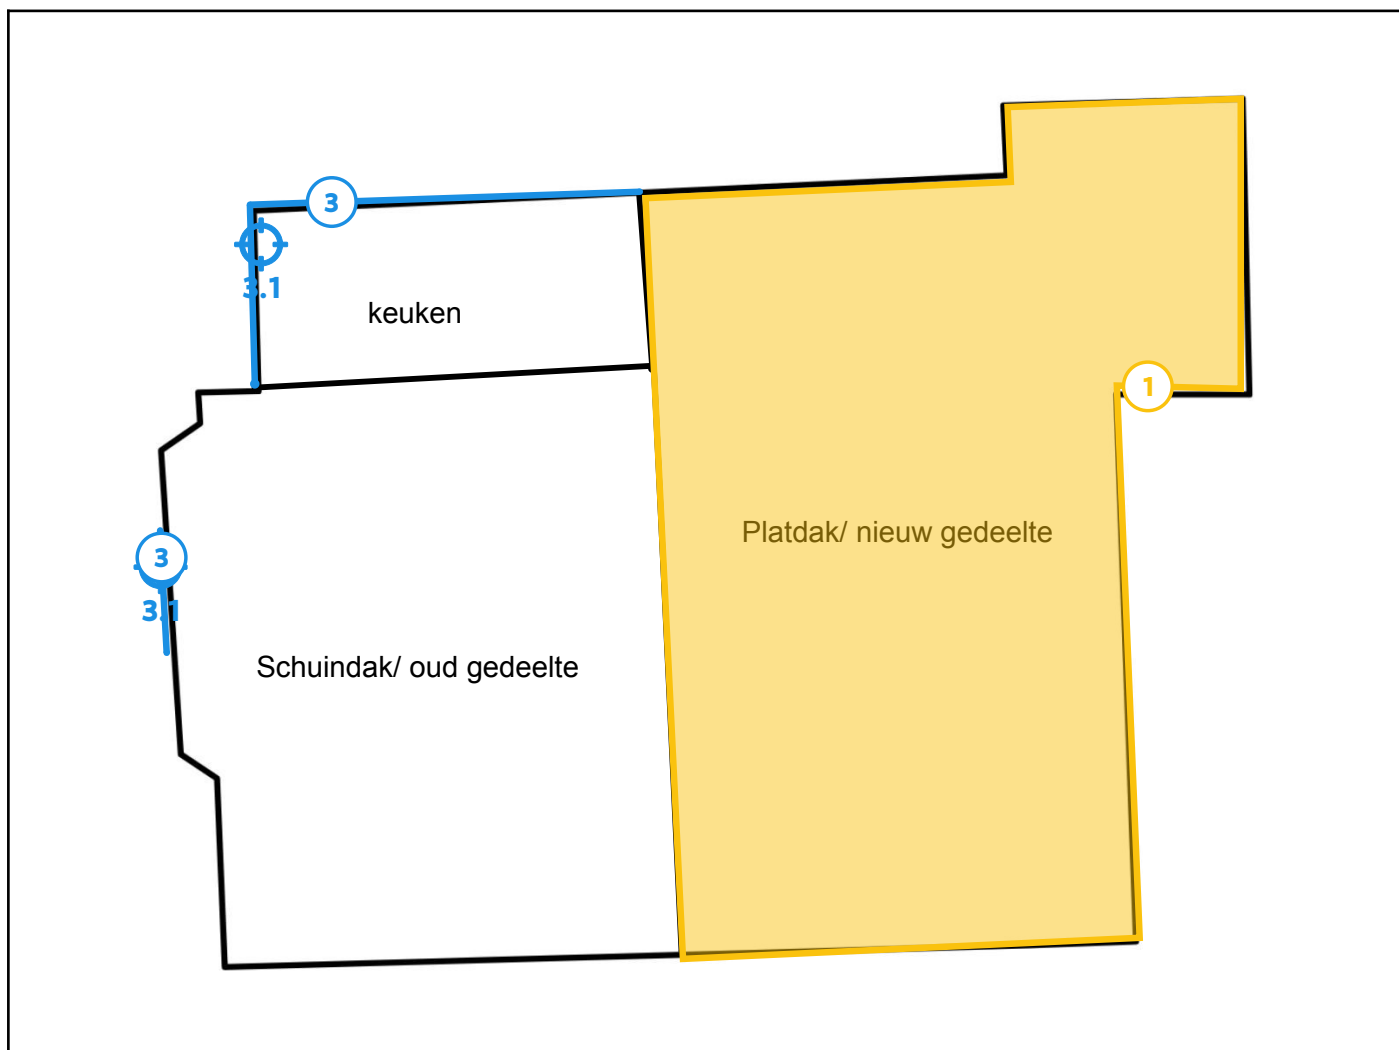 3
3.1
keuken
1
Platdak/ nieuw gedeelte
3
3.1
Schuindak/ oud gedeelte